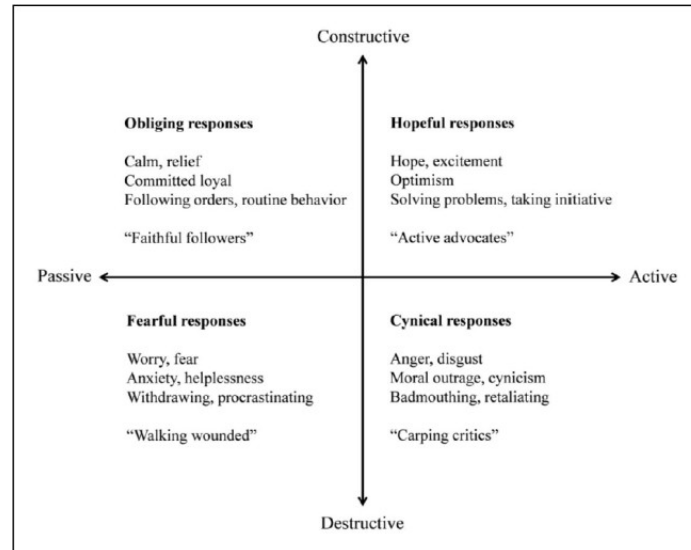 Constructive
Obliging responses
Calm, relief
Committed loyal
Following orders, routine behavior
“Faithful followers”
Hopeful responses
Hope, excitement
Optimism
Solving problems, taking initiative
“Active advocates”
Passive
Active
Fearful responses
Worry, fear
Anxiety, helplessness
Withdrawing, procrastinating
“Walking wounded”
Cynical responses
Anger, disgust
Moral outrage, cynicism
Badmouthing, retaliating
“Carping critics”
Destructive